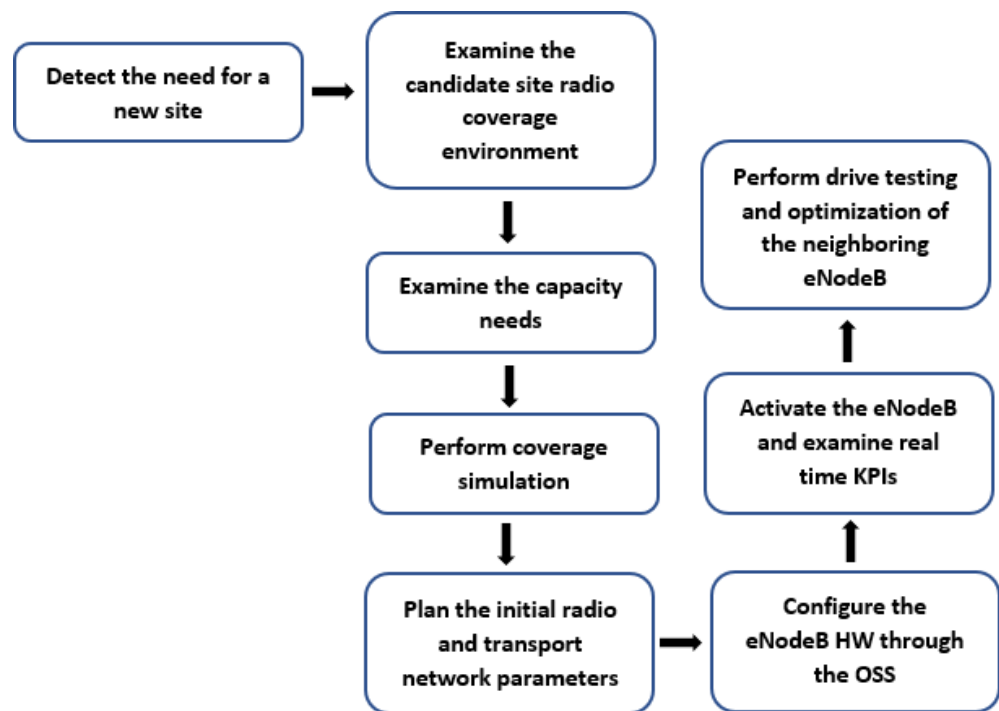 Detect the need for a
new site
Examine the
candidate site radio
coverage
environment
Examine the capacity
needs
Perform coverage
simulation
Plan the initial radio
and transport
network parameters
Configure the
eNodeB HW through
the OSS
Activate the eNodeB
and examine real
time KPIs
Perform drive testing
and optimization of
the neighboring
eNodeB